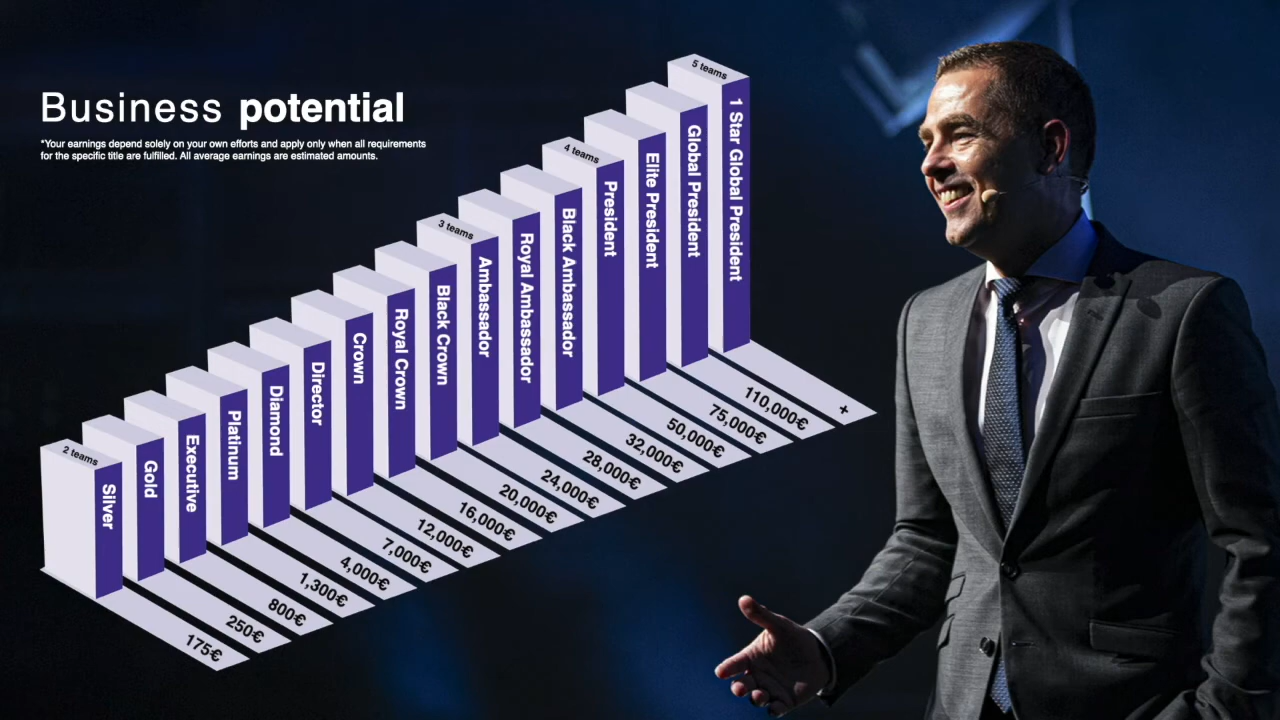 Business potential
*Your earnings depend solely on your own efforts and apply only when all requirements
for the specific title are fulfilled. All average earnings are estimated amounts.
2 teams
Silver
175€
Gold
250€
Executive
800€
Platinum
1,300€
Diamond
4,000€
Director
7,000€
Crown
12,000€
Royal Crown
16,000€
Black Crown
20,000€
3 teams
Ambassador
24,000€
Royal Ambassador
28,000€
Black Ambassador
32,000€
4 teams
President
50,000€
Elite President
75,000€
Global President
110,000€
5 teams
1 Star Global President
+